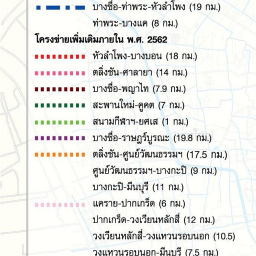 บางซื่อ-ท่าพระ-หัวลำโพง (19 กม.)
ท่าพระ-บางแค (8 กม.)
โครงข่ายเพิ่มเติมภายใน พ.ศ. 2562
หัวลำโพง-บางบอน (18 กม.)
ตลิ่งชัน-ศาลายา (14 กม.)
บางซื่อ-พญาไท (7.9 กม.)
สะพานใหม่-คูคต (7 กม.)
สนามกีฬาฯ-ยศเส (1 กม.)
บางซื่อ-ราษฎร์บูรณะ (19.8 กม.)
ตลิ่งชัน-ศูนย์วัฒนธรรมฯ (17.5 กม.)
ศูนย์วัฒนธรรมฯ-บางกะปิ (9 กม.)
บางกะปิ-มีนบุรี (11 กม.)
แคราย-ปากเกร็ด (6 กม.)
ปากเกร็ด-วงเวียนหลักสี่ (12 กม.)
วงเวียนหลักสี่-วงแหวนรอบนอก (10.5)
วงแหวนรอบนอก-มีนบุรี (7.5 กม.)